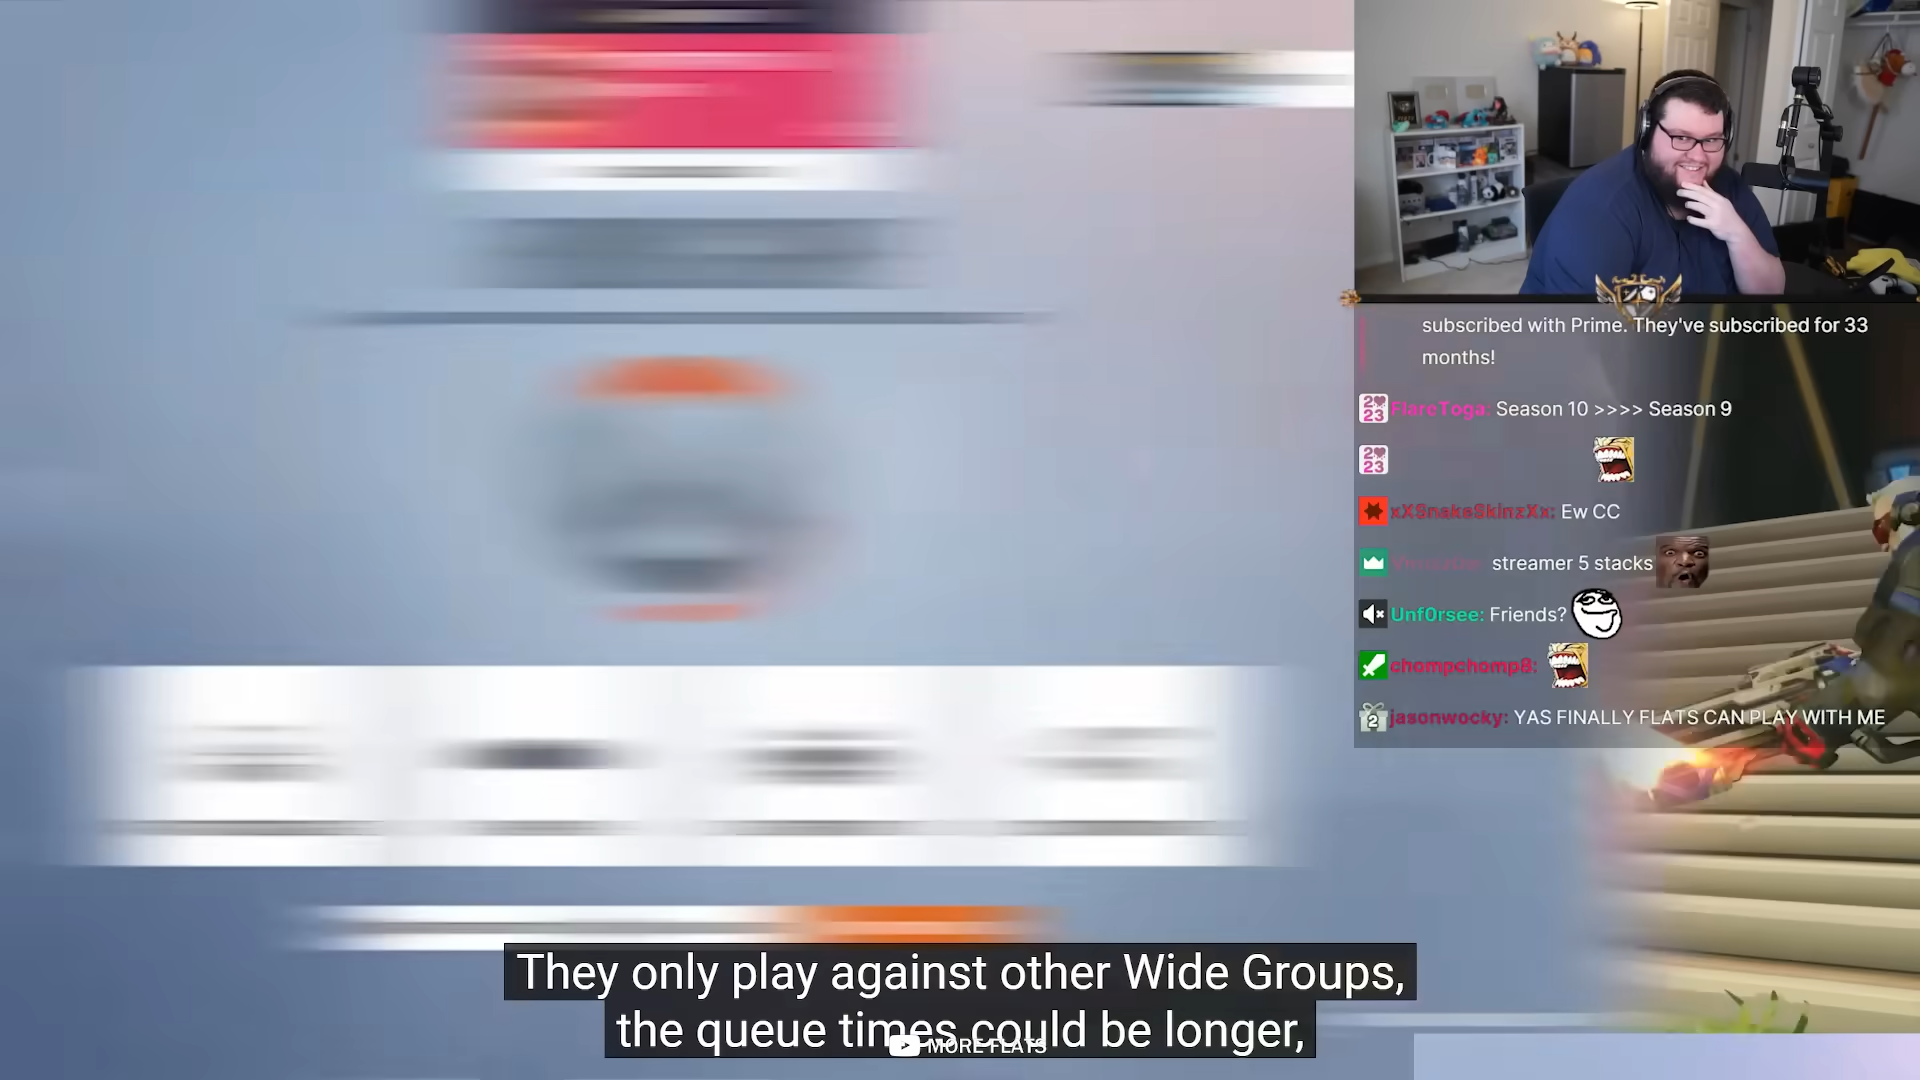 subscribed with Prime. They've subscribed for 33
months!
FlareToga: Season 10 >>>> Season 9
xXSnakeSkinzXx: Ew CC
streamer 5 stacks
Unf0rsee: Friends?
chompchomp8:
jasonwocky: YAS FINALLY FLATS CAN PLAY WITH ME
They only play against other Wide Groups,
the queue times could be longer,
MORE FLATS